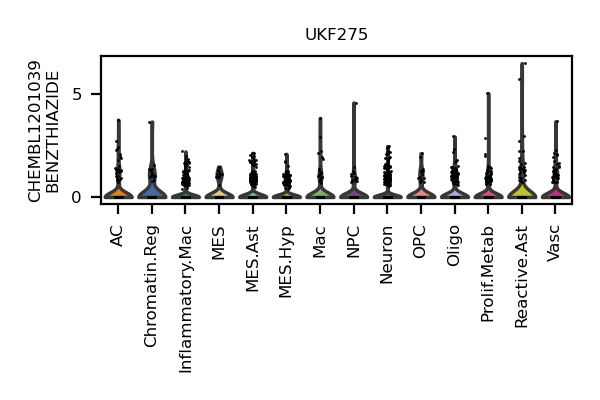 UKF275
CHEMBL1201039
BENZTHIAZIDE
5
0
AC
Chromatin.Reg
Inflammatory.Mac
MES
MES.Ast
MES.Hyp
Mac
NPC
Neuron
OPC
Oligo
Prolif.Metab
Reactive.Ast
Vasc